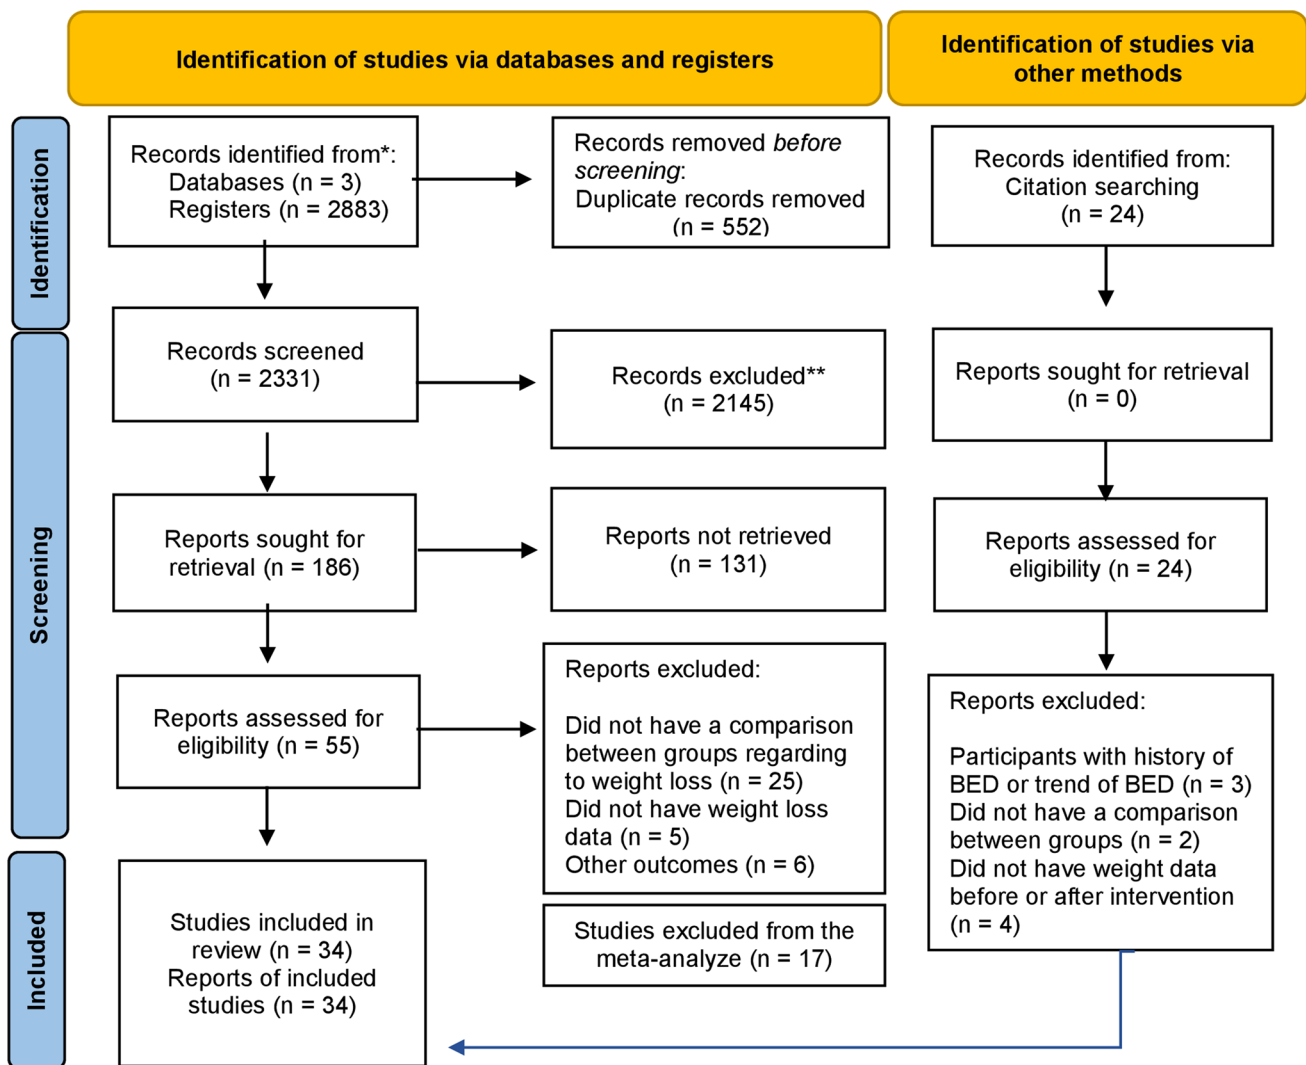 Identification of studies via databases and registers
Identification of studies via
other methods
Identification
Records identified from*:
Databases (n = 3)
Registers (n = 2883)
Records removed before
screening:
Duplicate records removed
(n = 552)
Records identified from:
Citation searching
(n = 24)
Screening
Records screened
(n = 2331)
Records excluded**
(n = 2145)
Reports sought for retrieval
(n = 0)
Reports sought for
retrieval (n = 186)
Reports not retrieved
(n = 131)
Reports assessed for
eligibility (n = 24)
Reports assessed for
eligibility (n = 55)
Reports excluded:
Did not have a comparison
between groups regarding
to weight loss (n = 25)
Did not have weight loss
data (n = 5)
Other outcomes (n = 6)
Reports excluded:
Participants with history of
BED or trend of BED (n = 3)
Did not have a comparison
between groups (n = 2)
Did not have weight data
before or after intervention
(n = 4)
Included
Studies included in
review (n = 34)
Reports of included
studies (n = 34)
Studies excluded from the
meta-analyze (n = 17)